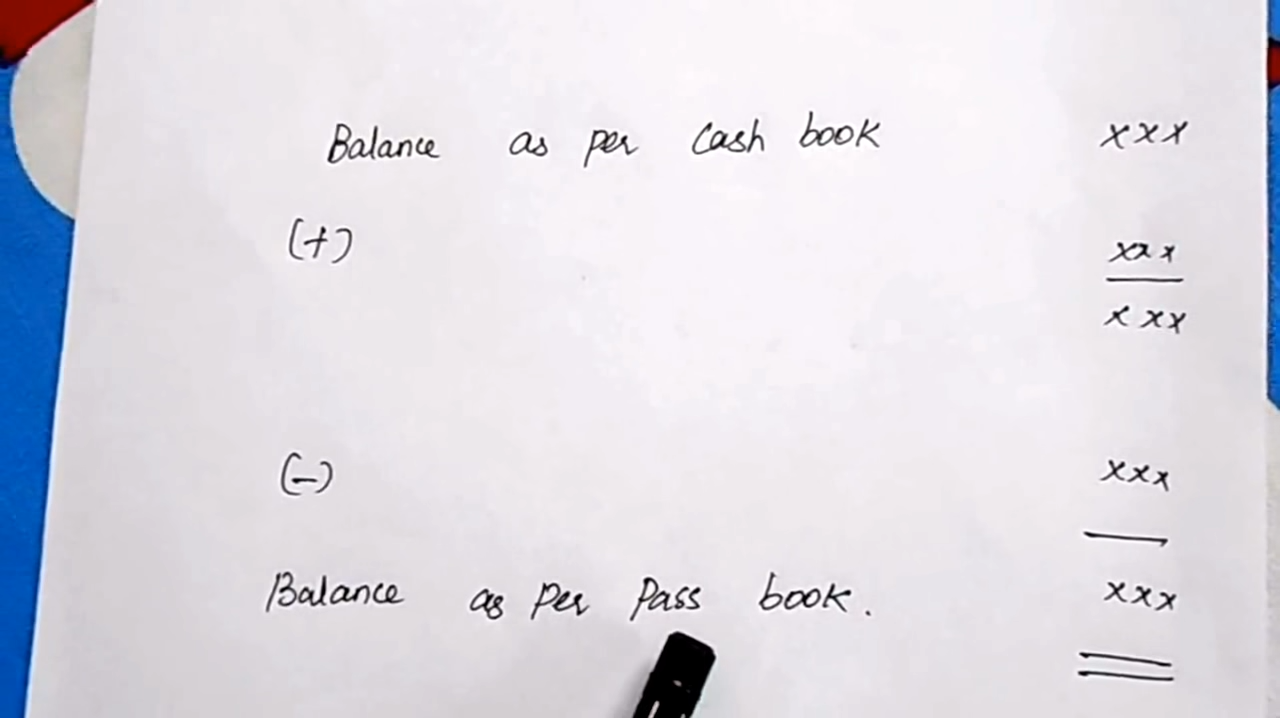 Balance as per Cash book xxx
(+) xxx
xxx
(-) xxx
Balance as per Pass book. xxx